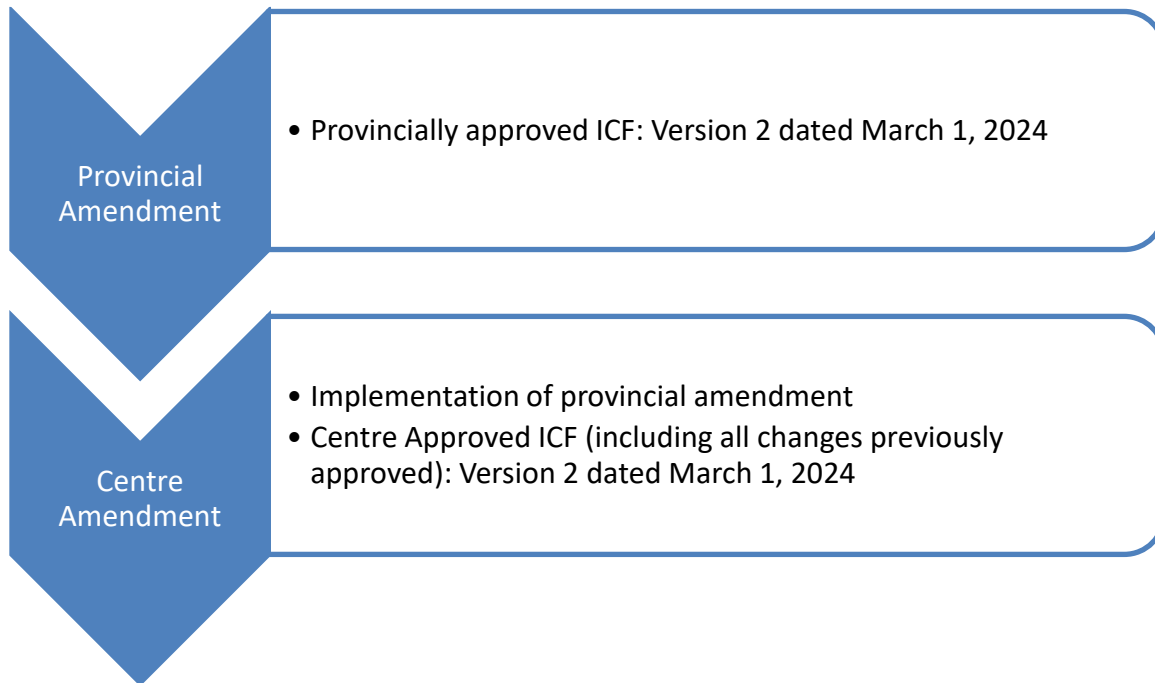 Provincial
Amendment
• Provincially approved ICF: Version 2 dated March 1, 2024
Centre
Amendment
• Implementation of provincial amendment
• Centre Approved ICF (including all changes previously
approved): Version 2 dated March 1, 2024